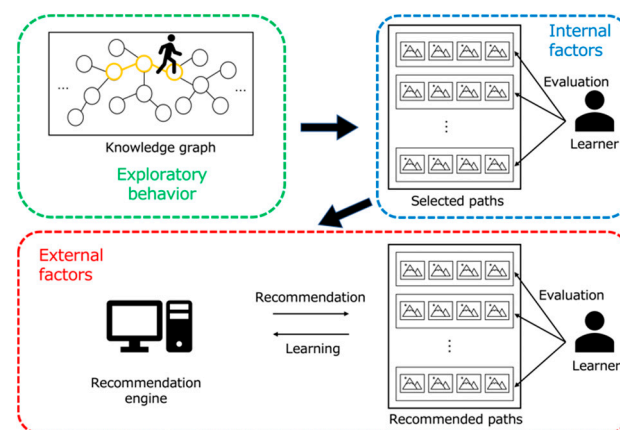 ...
...
Knowledge graph
Exploratory
behavior
Internal
factors
Evaluation
Learner
Selected paths
External
factors
Recommendation
Learning
Recommendation
engine
Evaluation
Learner
Recommended paths